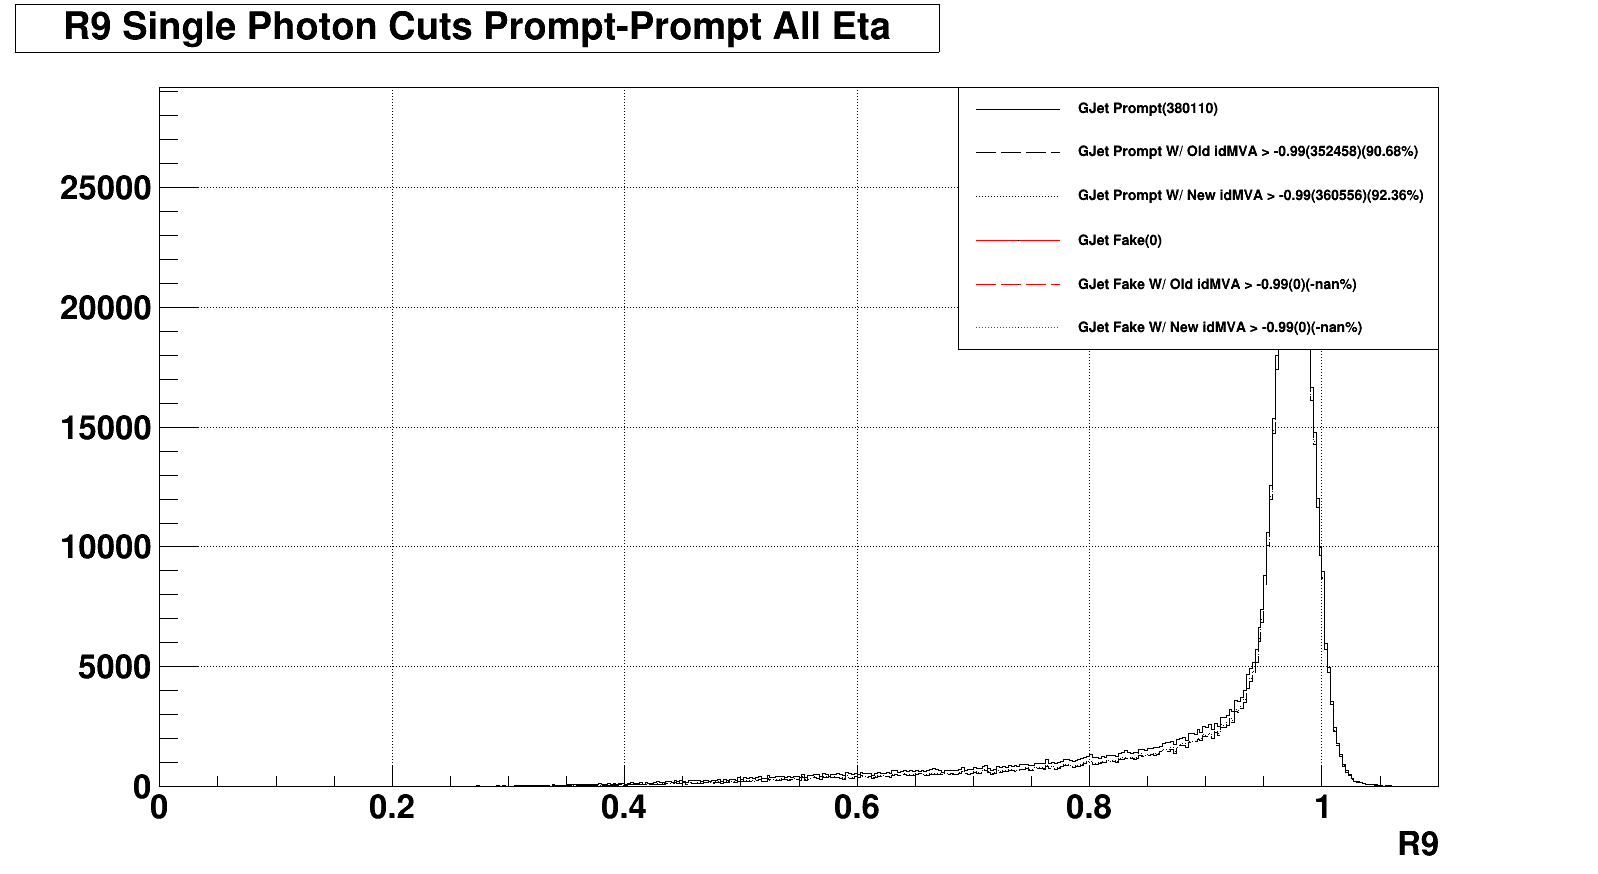 R9 Single Photon Cuts Prompt-Prompt All Eta
GJet Prompt(380110)
GJet Prompt W/ Old idMVA > -0.99(352458)(90.68%)
GJet Prompt W/ New idMVA > -0.99(360556)(92.36%)
GJet Fake(0)
GJet Fake W/ Old idMVA > -0.99(0)(-nan%)
GJet Fake W/ New idMVA > -0.99(0)(-nan%)
25000
20000
15000
10000
5000
0
0 0.2 0.4 0.6 0.8 1
R9